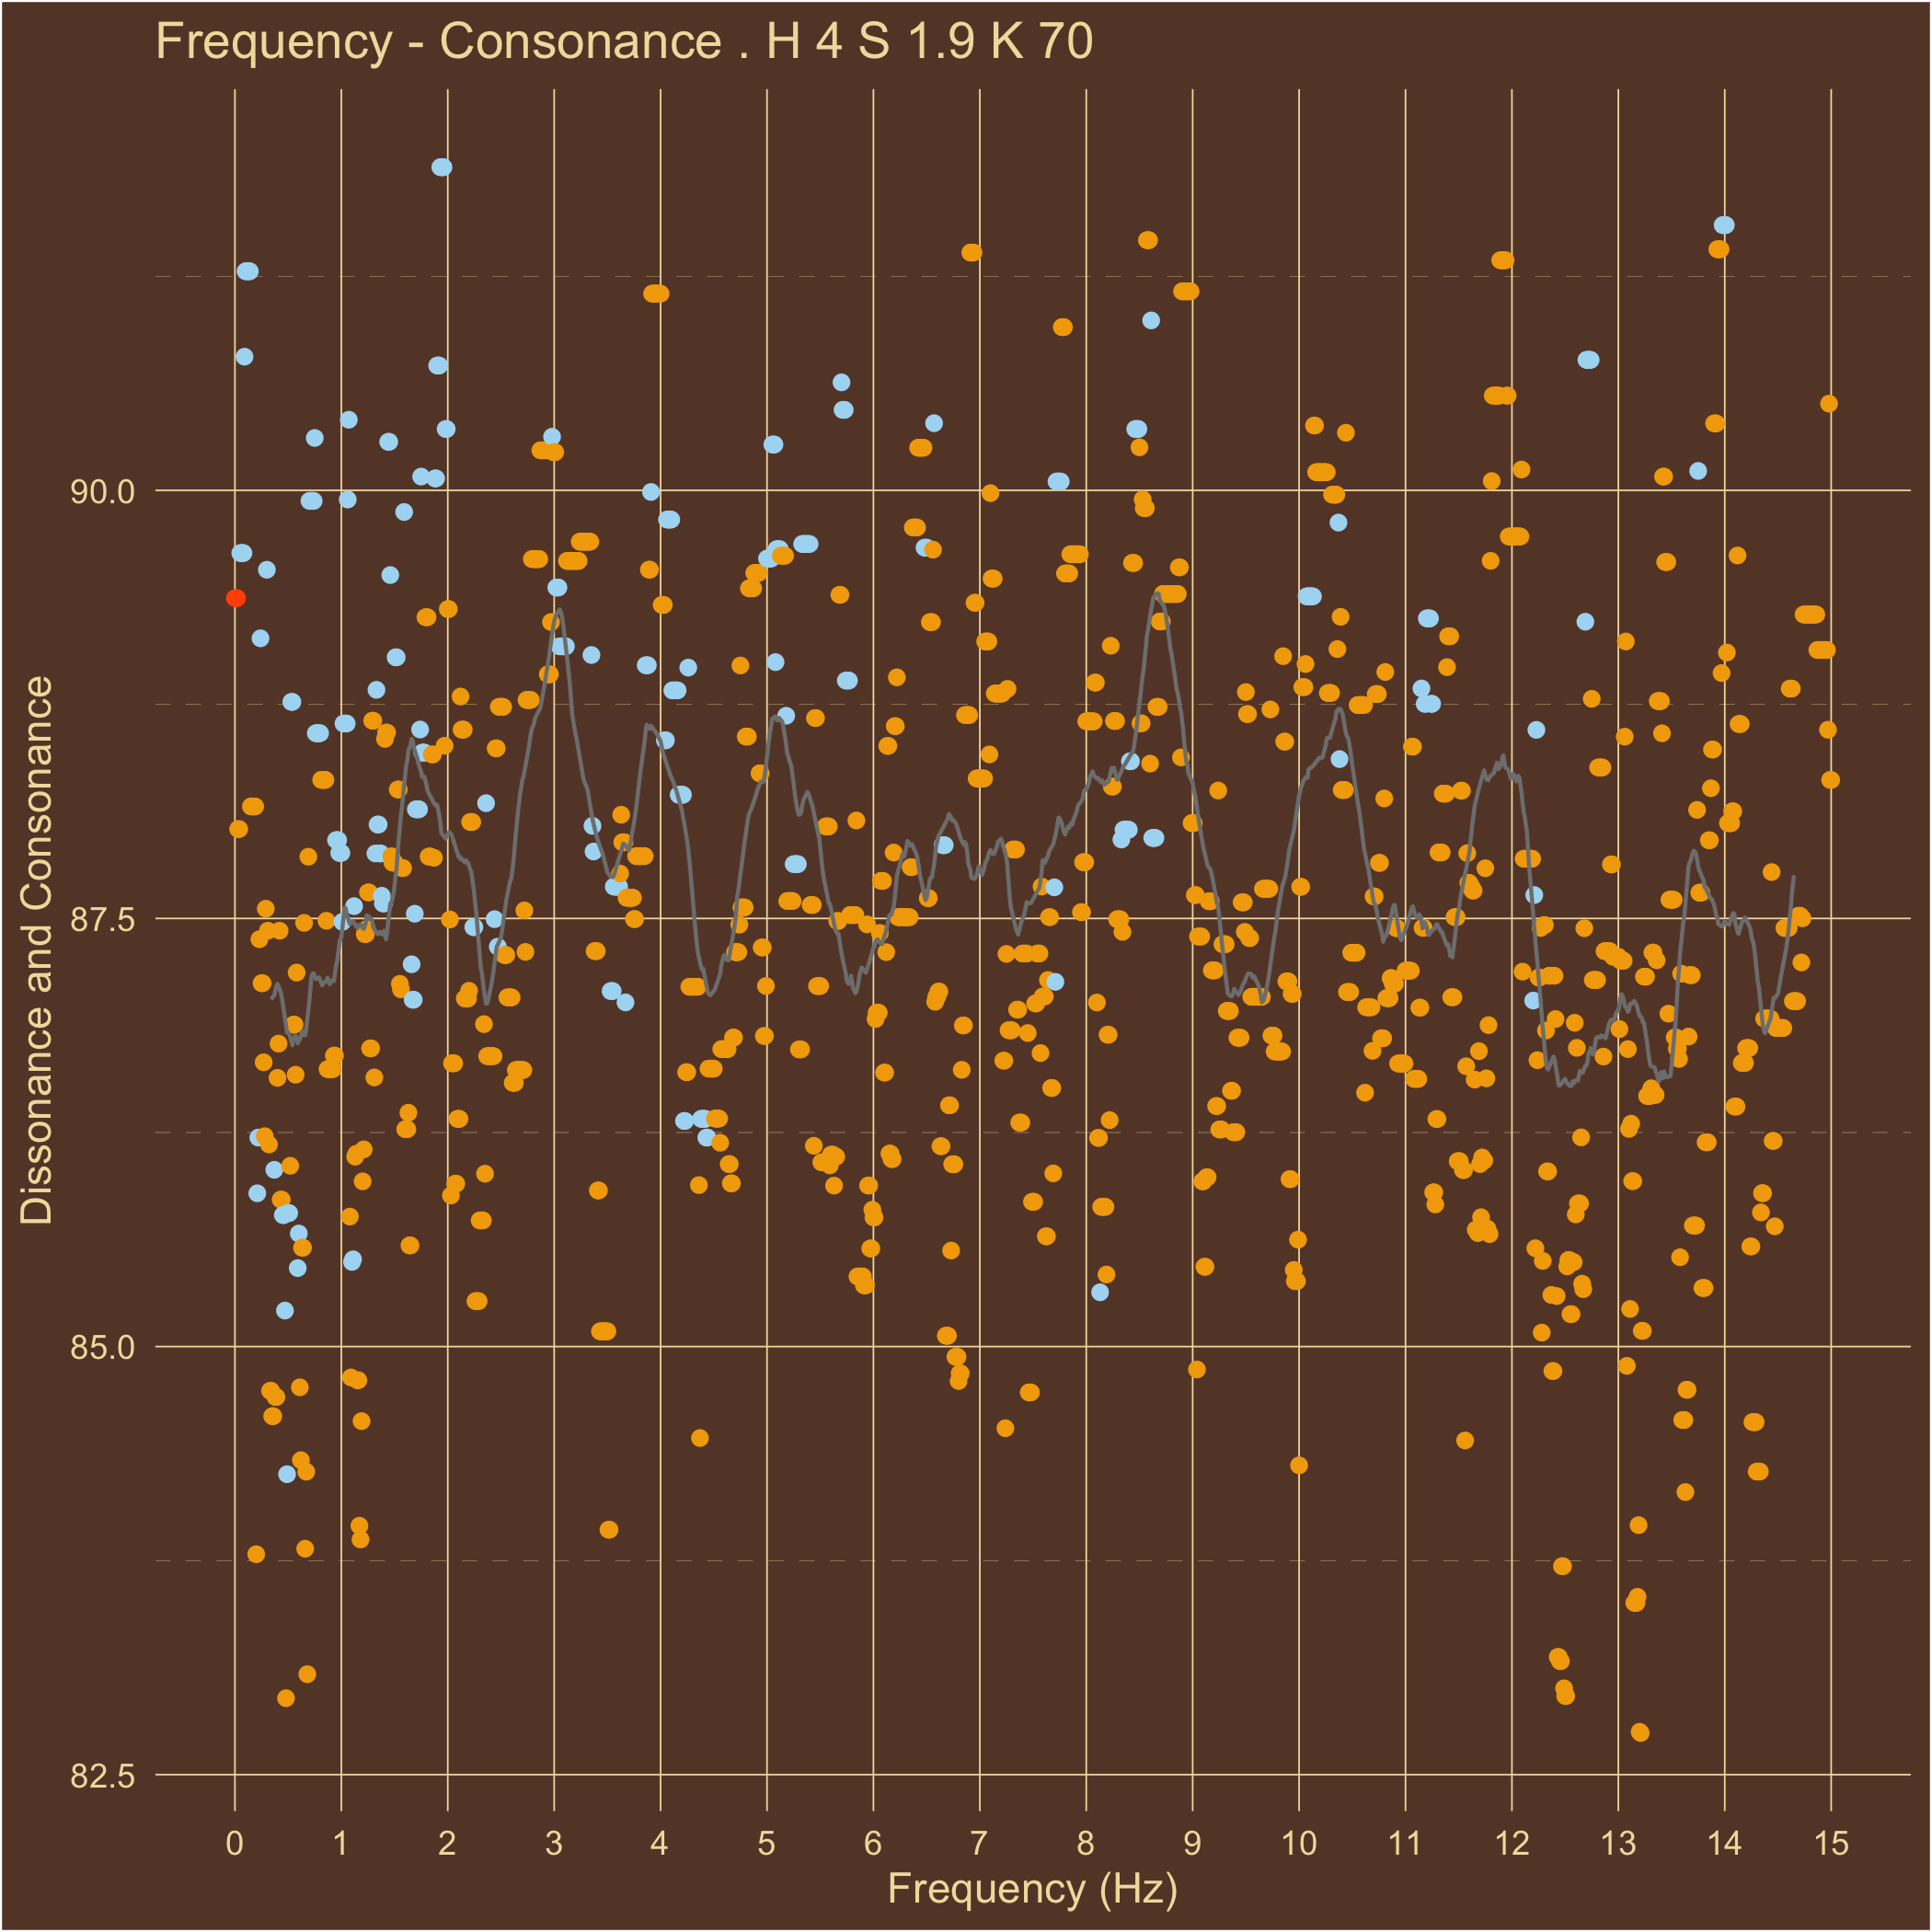 Frequency - Consonance . H 4 S 1.9 K 70
Dissonance and Consonance
90.0
87.5
85.0
82.5
0 1 2 3 4 5 6 7 8 9 10 11 12 13 14 15
Frequency (Hz)